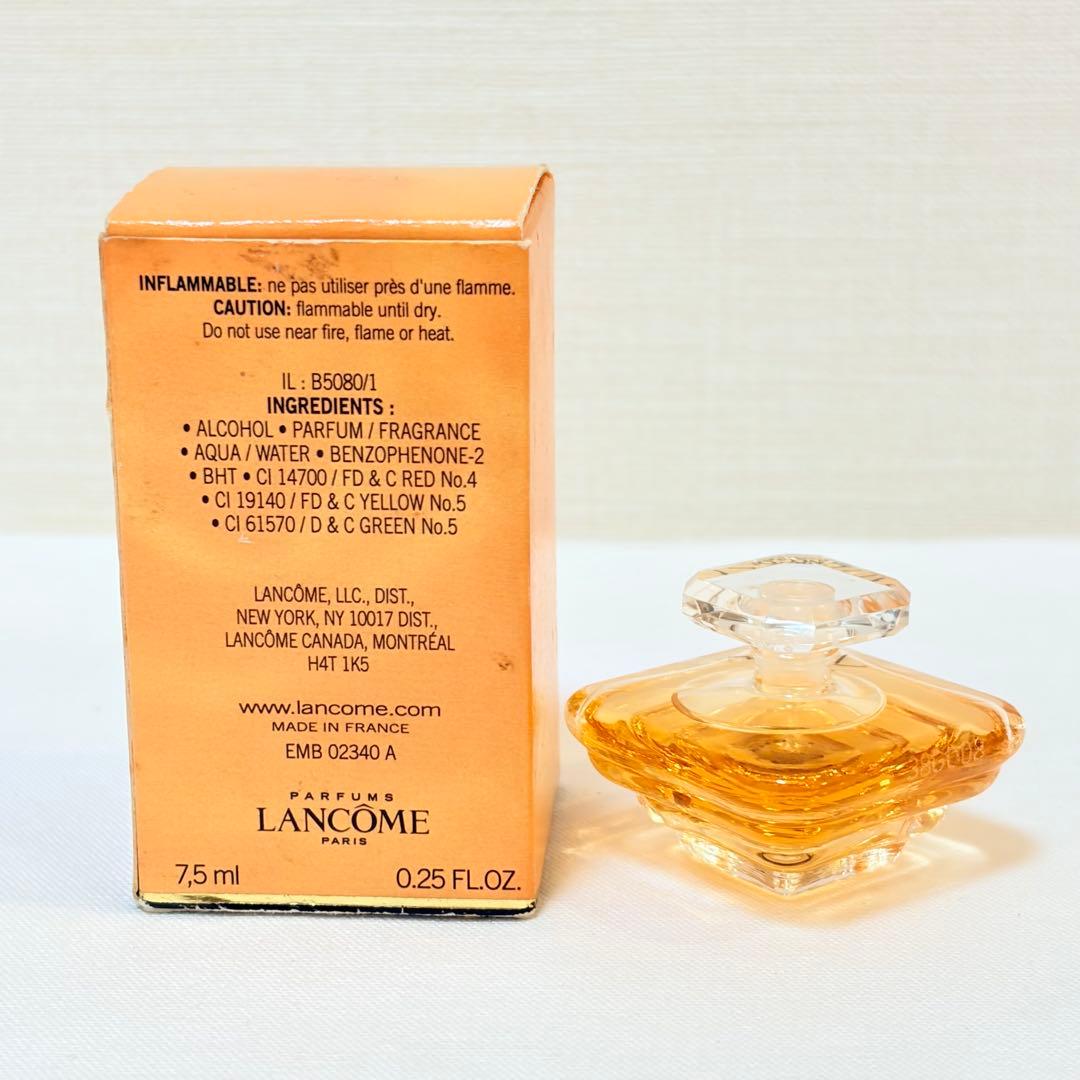 INFLAMMABLE: ne pas utiliser près d'une flamme.
CAUTION: flammable until dry.
Do not use near fire, flame or heat.
IL : B5080/1
INGREDIENTS :
• ALCOHOL • PARFUM / FRAGRANCE
• AQUA / WATER • BENZOPHENONE-2
• BHT • CI 14700 / FD & C RED No.4
• CI 19140 / FD & C YELLOW No.5
• CI 61570 / D & C GREEN No.5
LANCÔME, LLC., DIST.,
NEW YORK, NY 10017 DIST.,
LANCÔME CANADA, MONTRÉAL
H4T 1K5
www.lancome.com
MADE IN FRANCE
EMB 02340 A
PARFUMS
LANCÔME
PARIS
7,5 ml 0.25 FL.OZ.